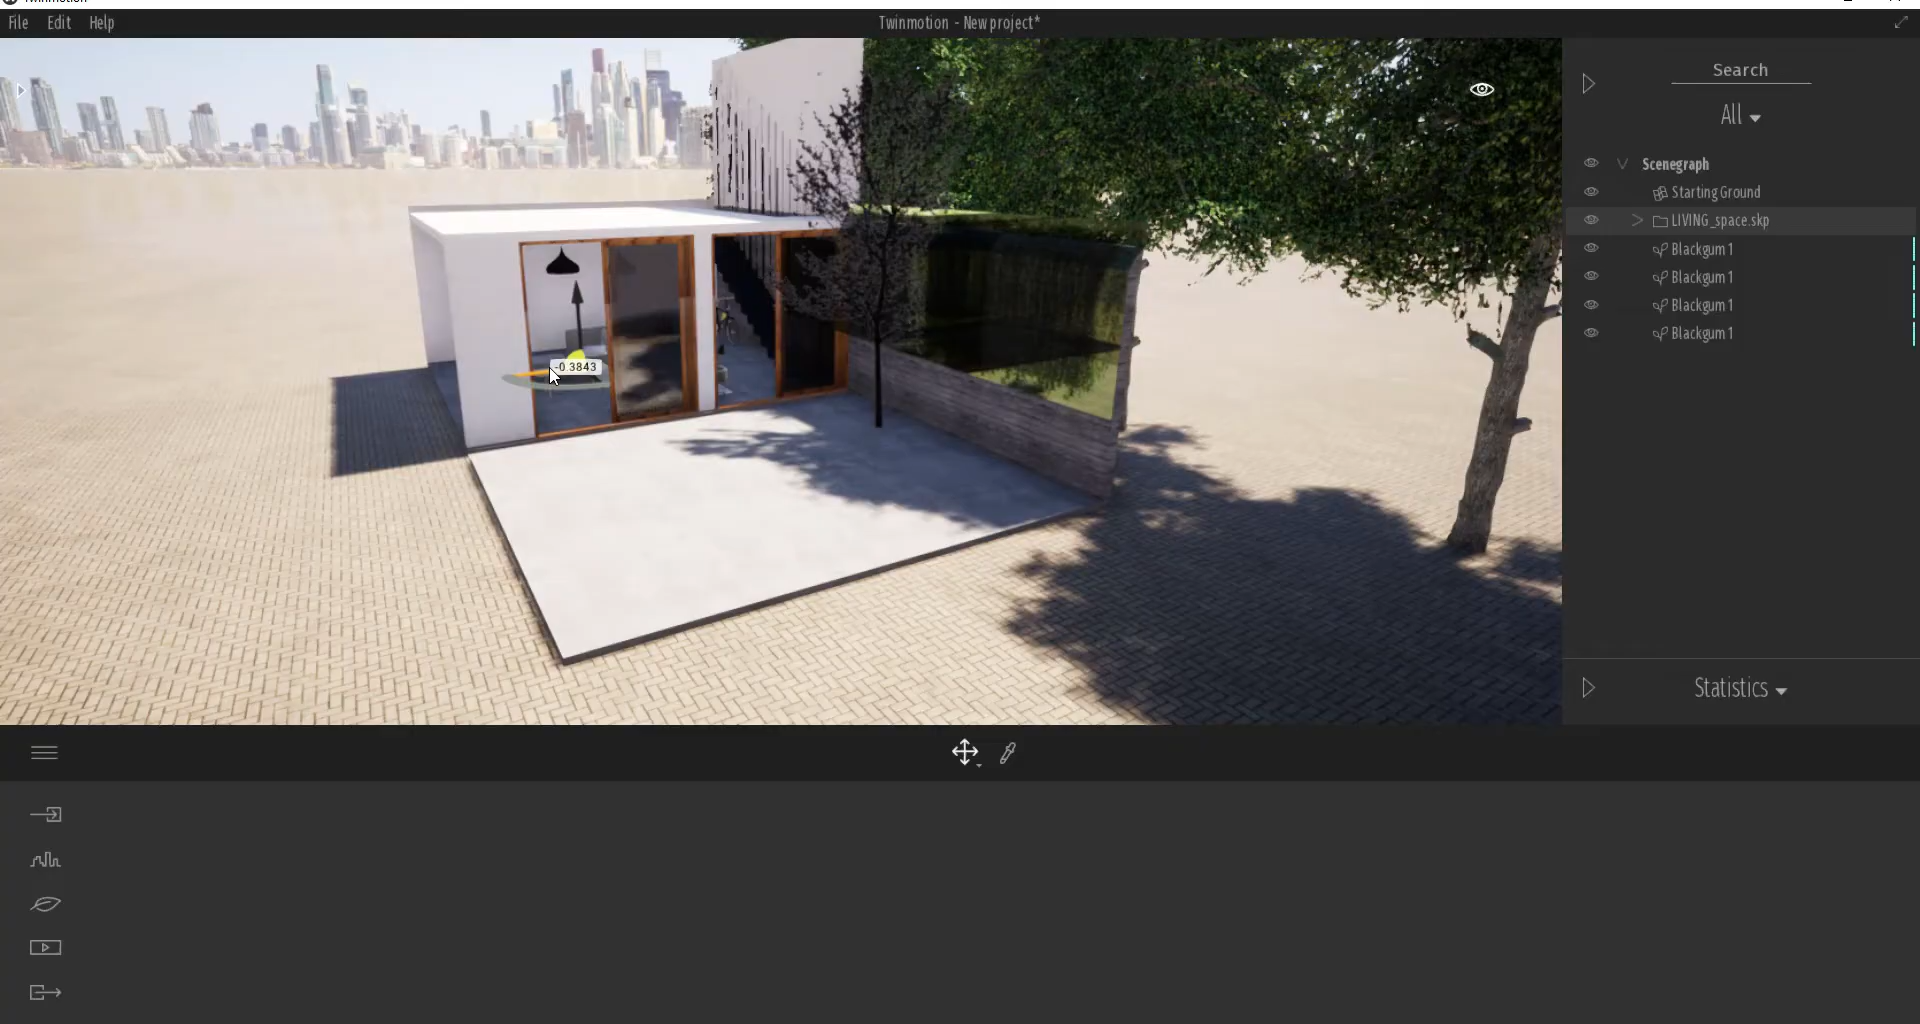 File Edit Help
Twinmotion - New project*
Search
All
Scenegraph
Starting Ground
LIVING_space.skp
Blackgum 1
Blackgum 1
Blackgum 1
Blackgum 1
-0.3843
Statistics